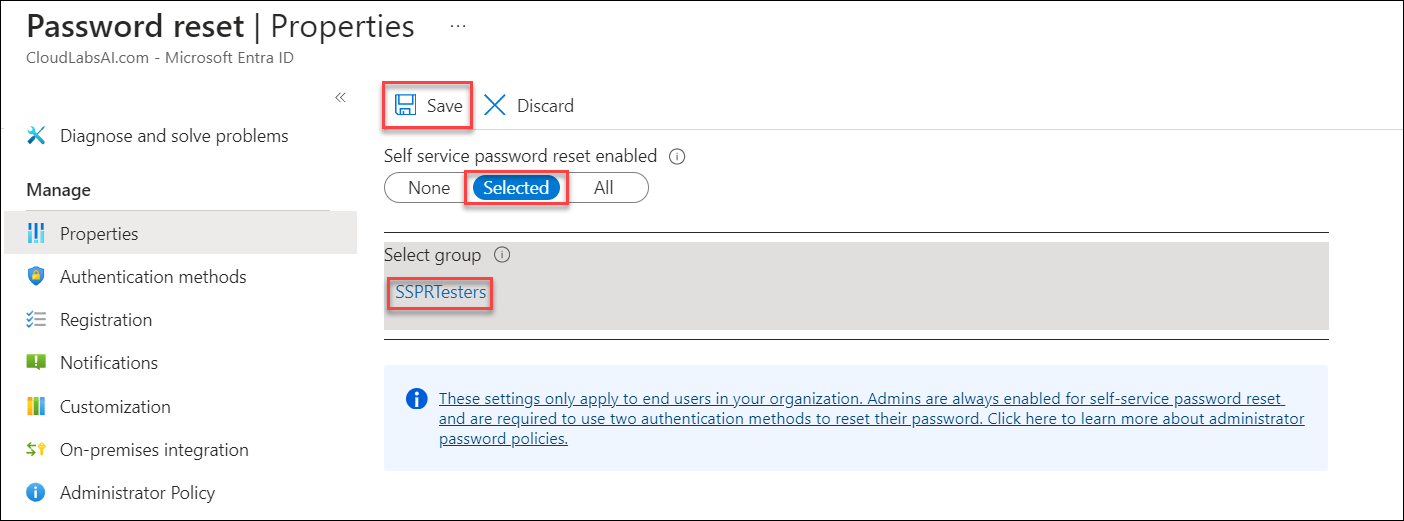 Password reset | Properties ...
CloudLabsAI.com - Microsoft Entra ID
«
Diagnose and solve problems
Manage
Properties
Authentication methods
Registration
Notifications
Customization
On-premises integration
Administrator Policy
Save Discard
Self service password reset enabled
None Selected All
Select group
SSPRTesters
These settings only apply to end users in your organization. Admins are always enabled for self-service password reset
and are required to use two authentication methods to reset their password. Click here to learn more about administrator
password policies.